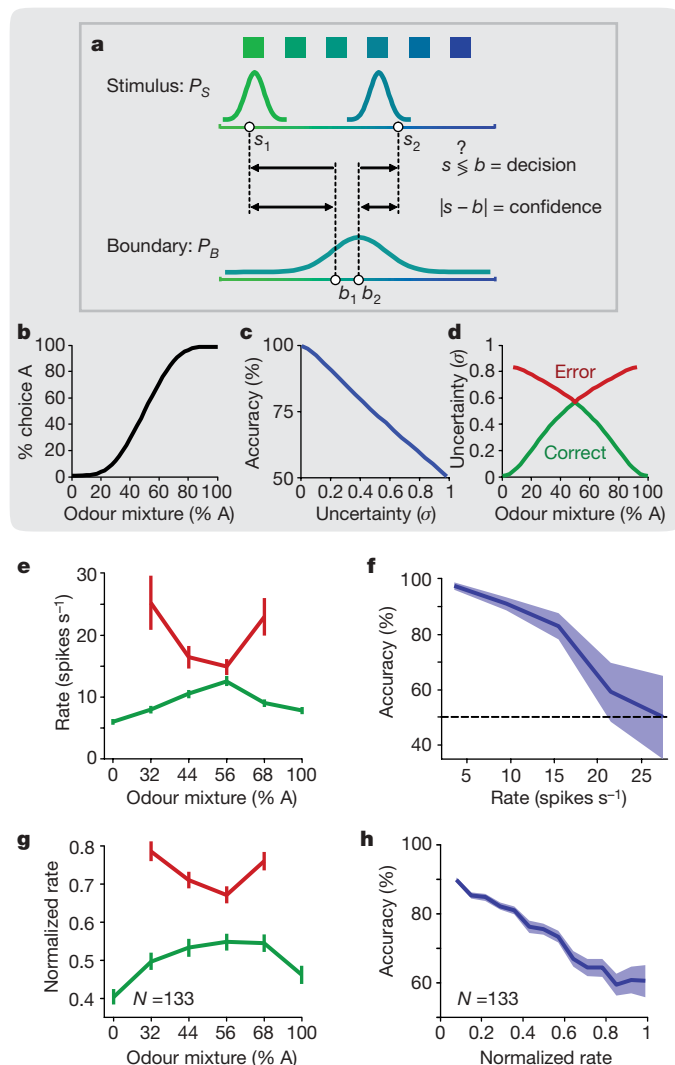 a
Stimulus: P_S
s_1
s_2
?
s ≶ b = decision
|s – b| = confidence
Boundary: P_B
b_1 b_2
b
% choice A
100
80
60
40
20
0
0 20 40 60 80 100
Odour mixture (% A)
c
Accuracy (%)
100
75
50
0 0.2 0.4 0.6 0.8 1
Uncertainty (σ)
d
Uncertainty (σ)
1
0.8
0.6
0.4
0.2
0
Error
Correct
0 20 40 60 80 100
Odour mixture (% A)
e
Rate (spikes s⁻¹)
30
20
10
0
0 32 44 56 68 100
Odour mixture (% A)
f
Accuracy (%)
100
80
60
40
5 10 15 20 25
Rate (spikes s⁻¹)
g
Normalized rate
0.8
0.7
0.6
0.5
0.4
N =133
0 32 44 56 68 100
Odour mixture (% A)
h
Accuracy (%)
100
80
60
N =133
0 0.2 0.4 0.6 0.8 1
Normalized rate